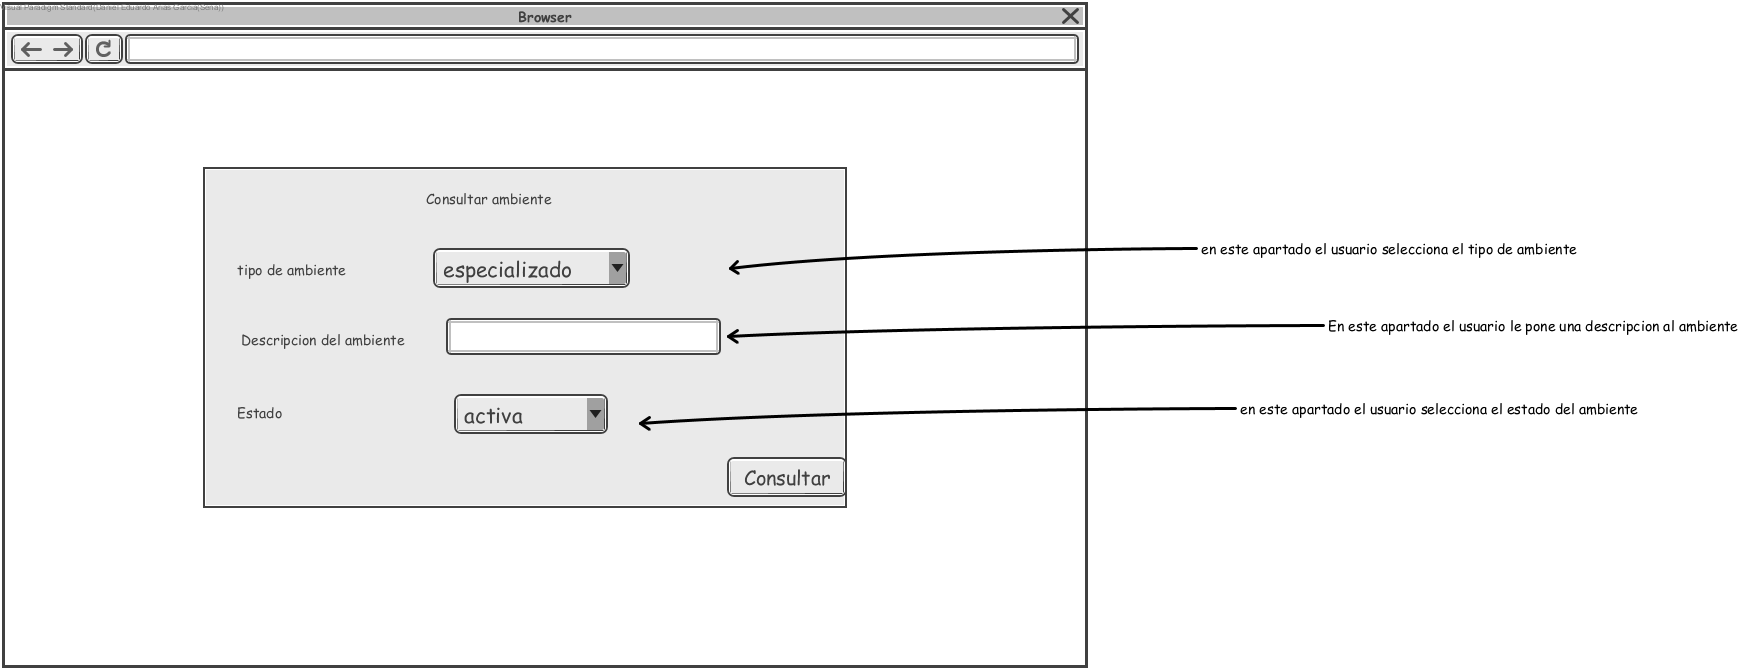 Visual Paradigm Standard(Daniel Eduardo Arias Garcia(Sena))
Browser
Consultar ambiente
tipo de ambiente
especializado
en este apartado el usuario selecciona el tipo de ambiente
Descripcion del ambiente
En este apartado el usuario le pone una descripcion al ambiente
Estado
activa
en este apartado el usuario selecciona el estado del ambiente
Consultar